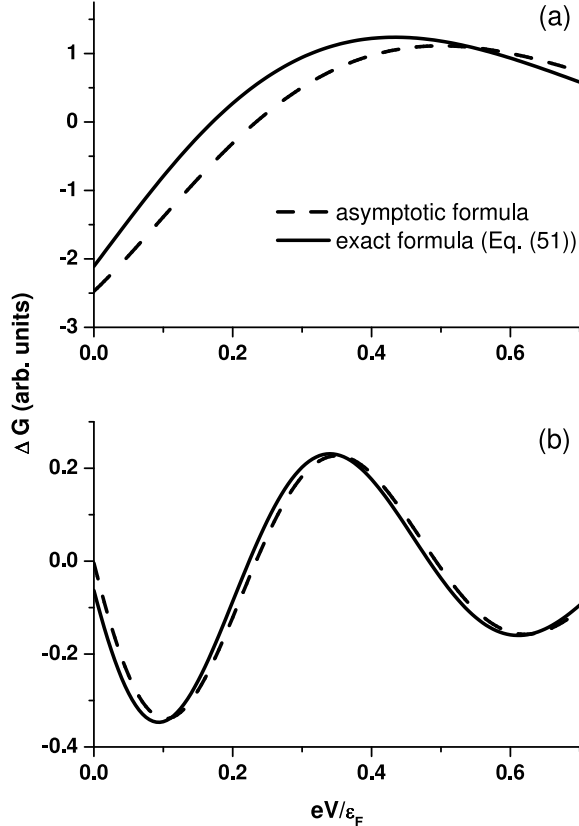 (a)
1
0
-1
-2
-3
asymptotic formula
exact formula (Eq. (51))
0.0 0.2 0.4 0.6
Δ G (arb. units)
(b)
0.2
0.0
-0.2
-0.4
0.0 0.2 0.4 0.6
eV/ε_F